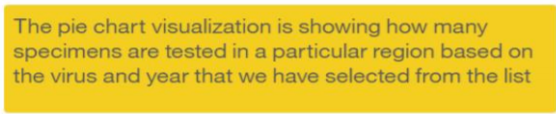 The pie chart visualization is showing how many
specimens are tested in a particular region based on
the virus and year that we have selected from the list